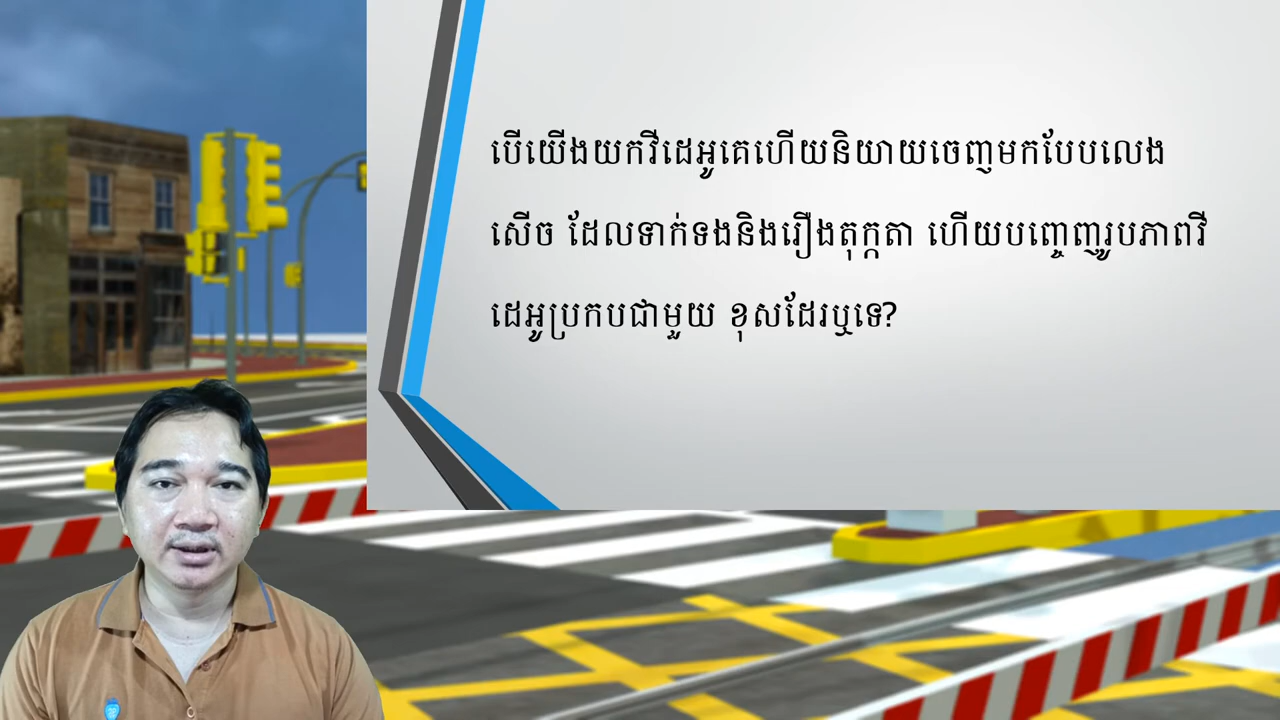 បើយើងយកវីដេអូគេហើយនិយាយចេញមកបែបលេង
សើច ដែលទាក់ទងនិងរឿងតុក្កតា ហើយបញ្ចេញរូបភាពវី
ដេអូប្រកបជាមួយ ខុសដែរឬទេ?